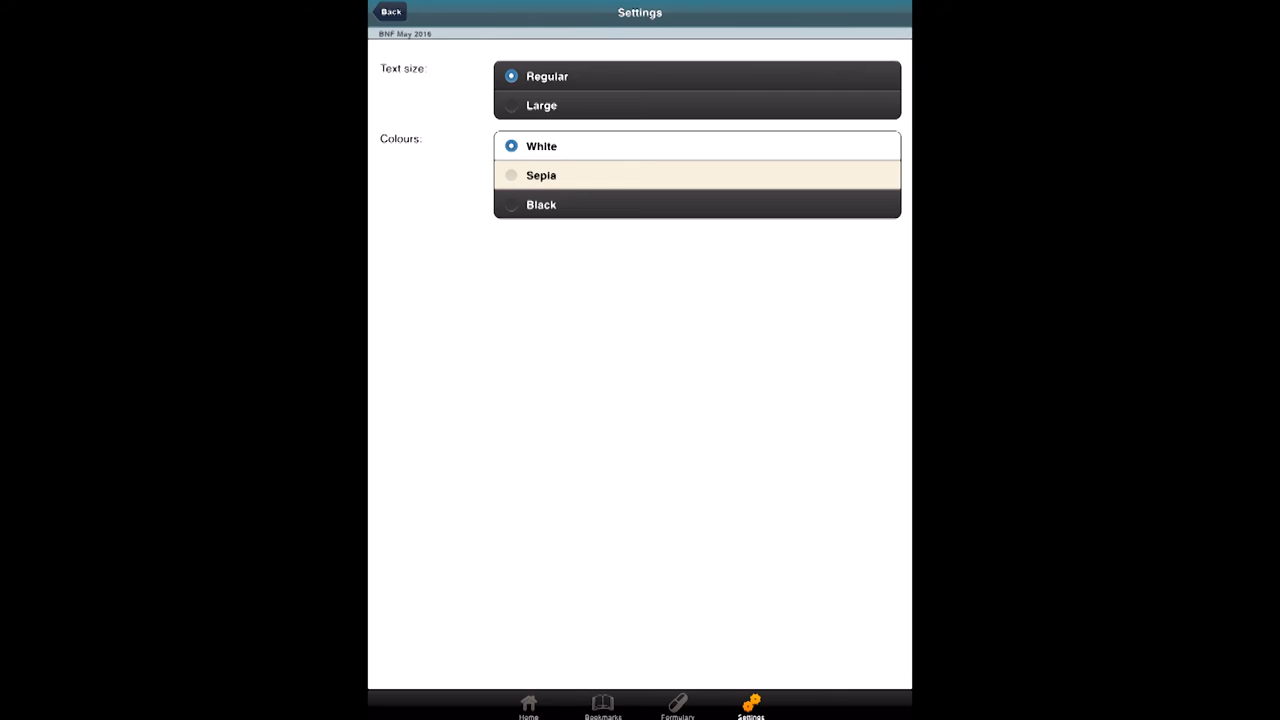 Back
Settings
BNF May 2016
Text size:
Regular
Large
Colours:
White
Sepia
Black
Home
Bookmarks
Formulary
Settings